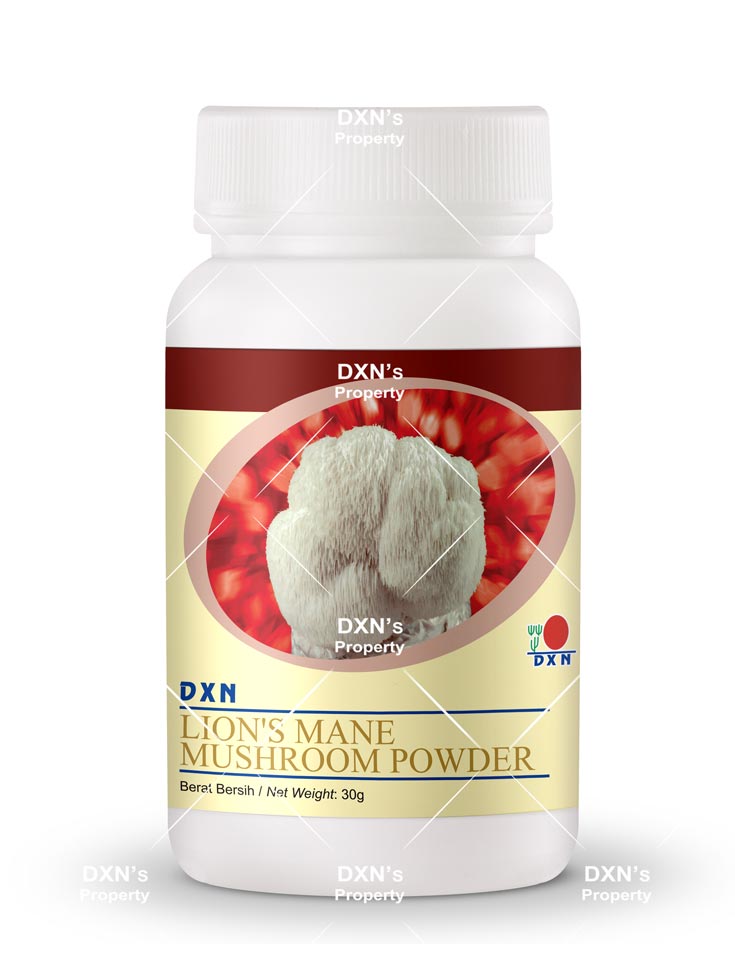 DXN's
Property
DXN's
Property
DXN's
Property
DXN
DXN
LION'S MANE
MUSHROOM POWDER
Berat Bersih / Net Weight: 30g
DXN's
Property
DXN's
Property
DXN's
Property